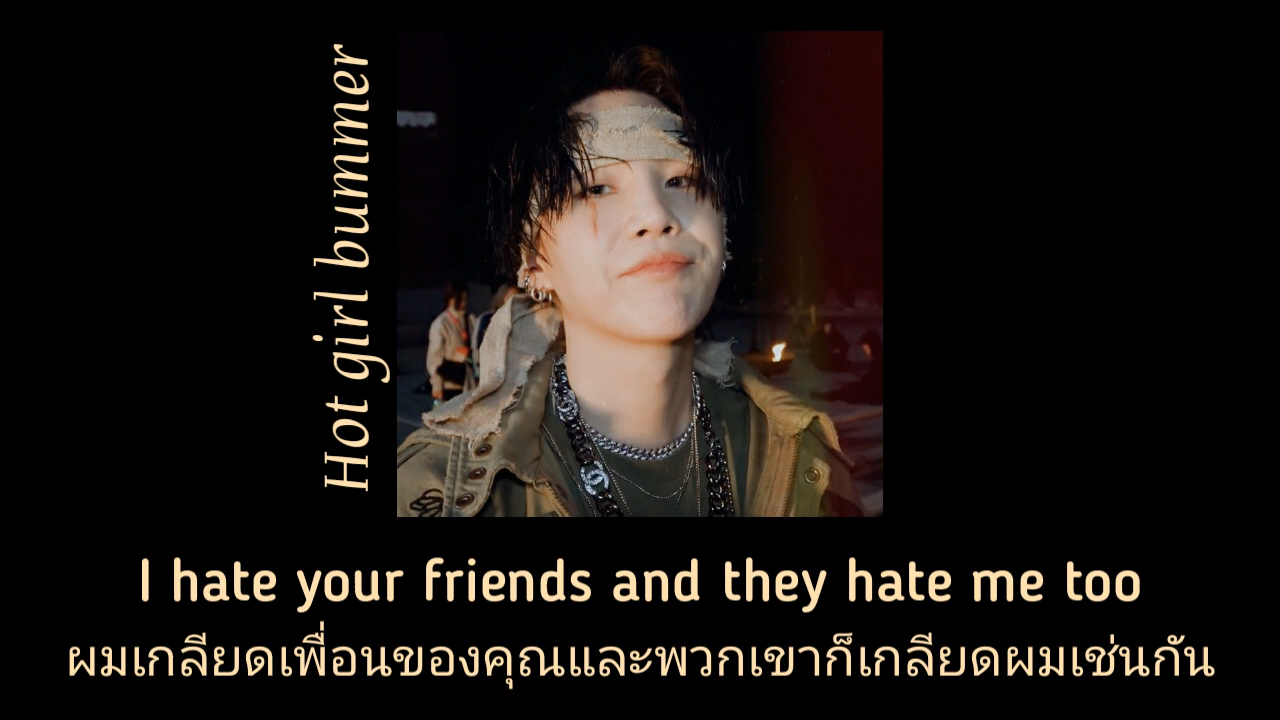 Hot girl bummer
I hate your friends and they hate me too
ผมเกลียดเพื่อนของคุณและพวกเขาก็เกลียดผมเช่นกัน